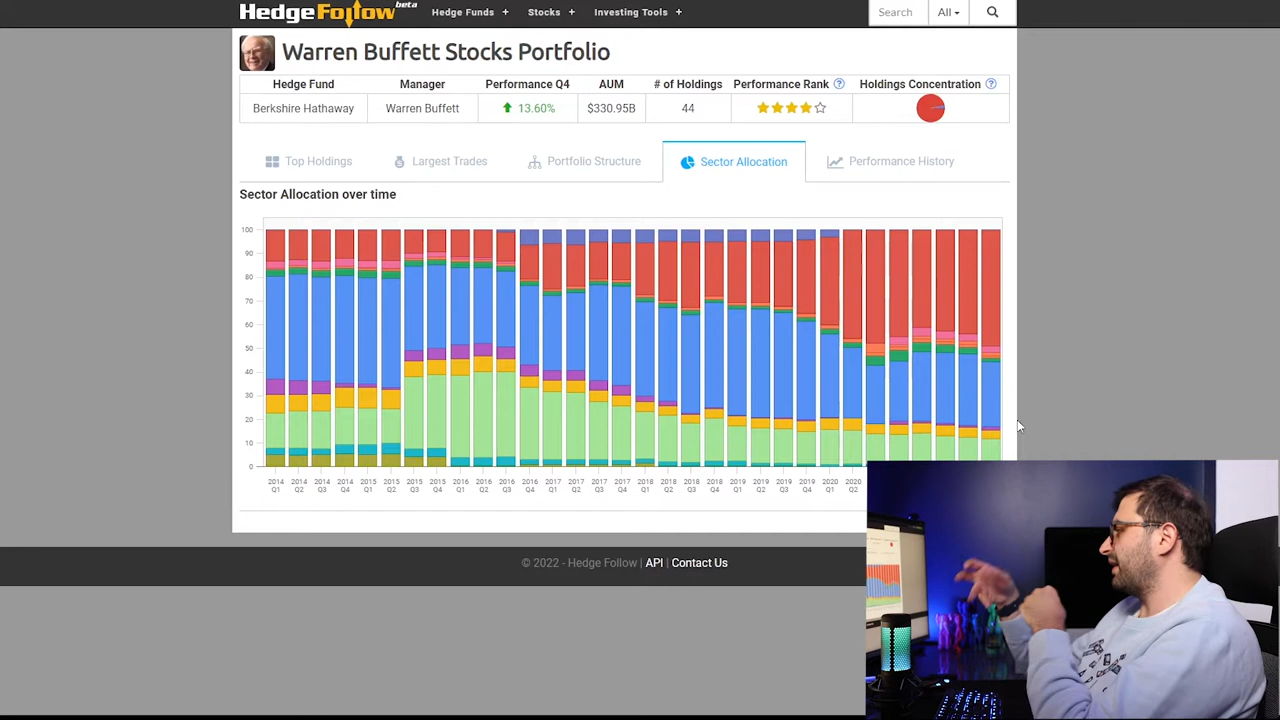 HedgeFollow beta
Hedge Funds +
Stocks +
Investing Tools +
Search
All
Warren Buffett Stocks Portfolio
Hedge Fund Manager Performance Q4 AUM # of Holdings Performance Rank ? Holdings Concentration ?
Berkshire Hathaway Warren Buffett 13.60% $330.95B 44
Top Holdings Largest Trades Portfolio Structure Sector Allocation Performance History
Sector Allocation over time
100
90
80
70
60
50
40
30
20
10
0
2014 2014 2014 2014 2015 2015 2015 2015 2016 2016 2016 2016 2017 2017 2017 2017 2018 2018 2018 2018 2019 2019 2019 2019 2020 2020
Q1 Q2 Q3 Q4 Q1 Q2 Q3 Q4 Q1 Q2 Q3 Q4 Q1 Q2 Q3 Q4 Q1 Q2 Q3 Q4 Q1 Q2 Q3 Q4 Q1 Q2
© 2022 - Hedge Follow | API | Contact Us